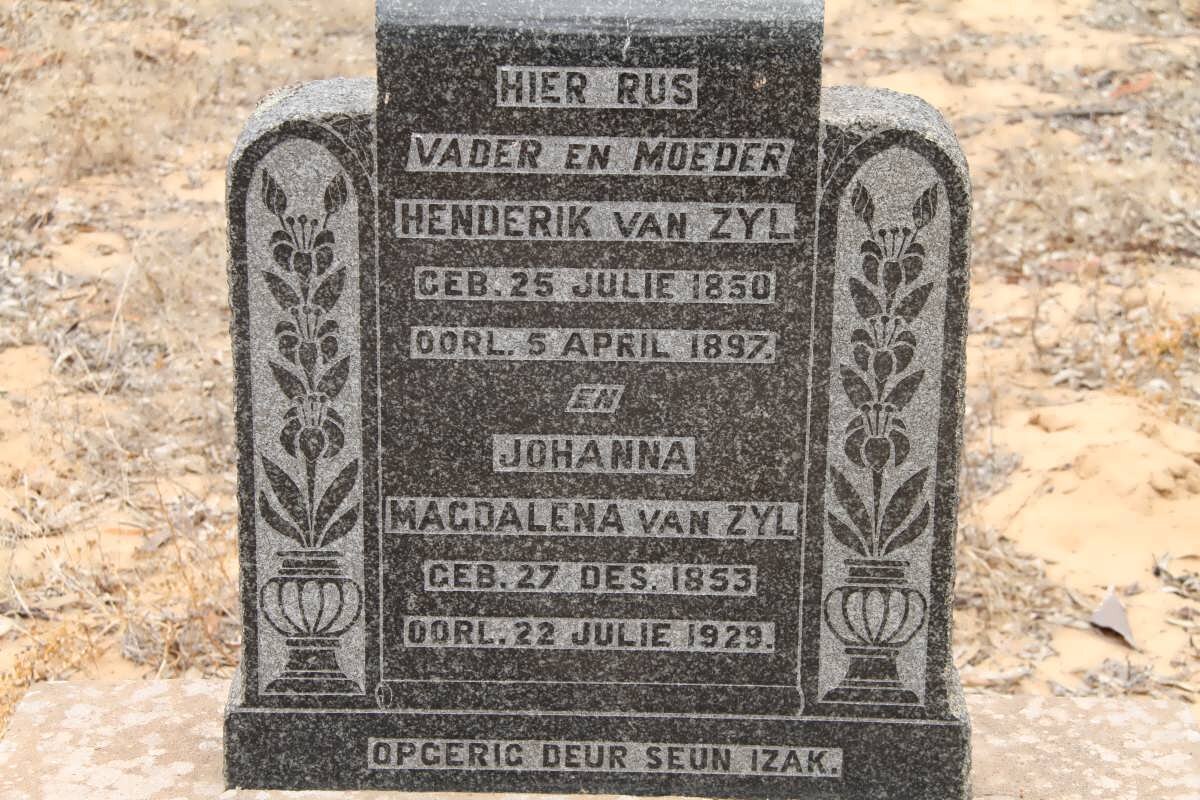 HIER RUS
VADER EN MOEDER
HENDERIK VAN ZYL
GEB. 25 JULIE 1850
OORL. 5 APRIL 1897.
EN
JOHANNA
MAGDALENA VAN ZYL
GEB. 27 DES. 1853
OORL. 22 JULIE 1929.
OPGERIG DEUR SEUN IZAK.